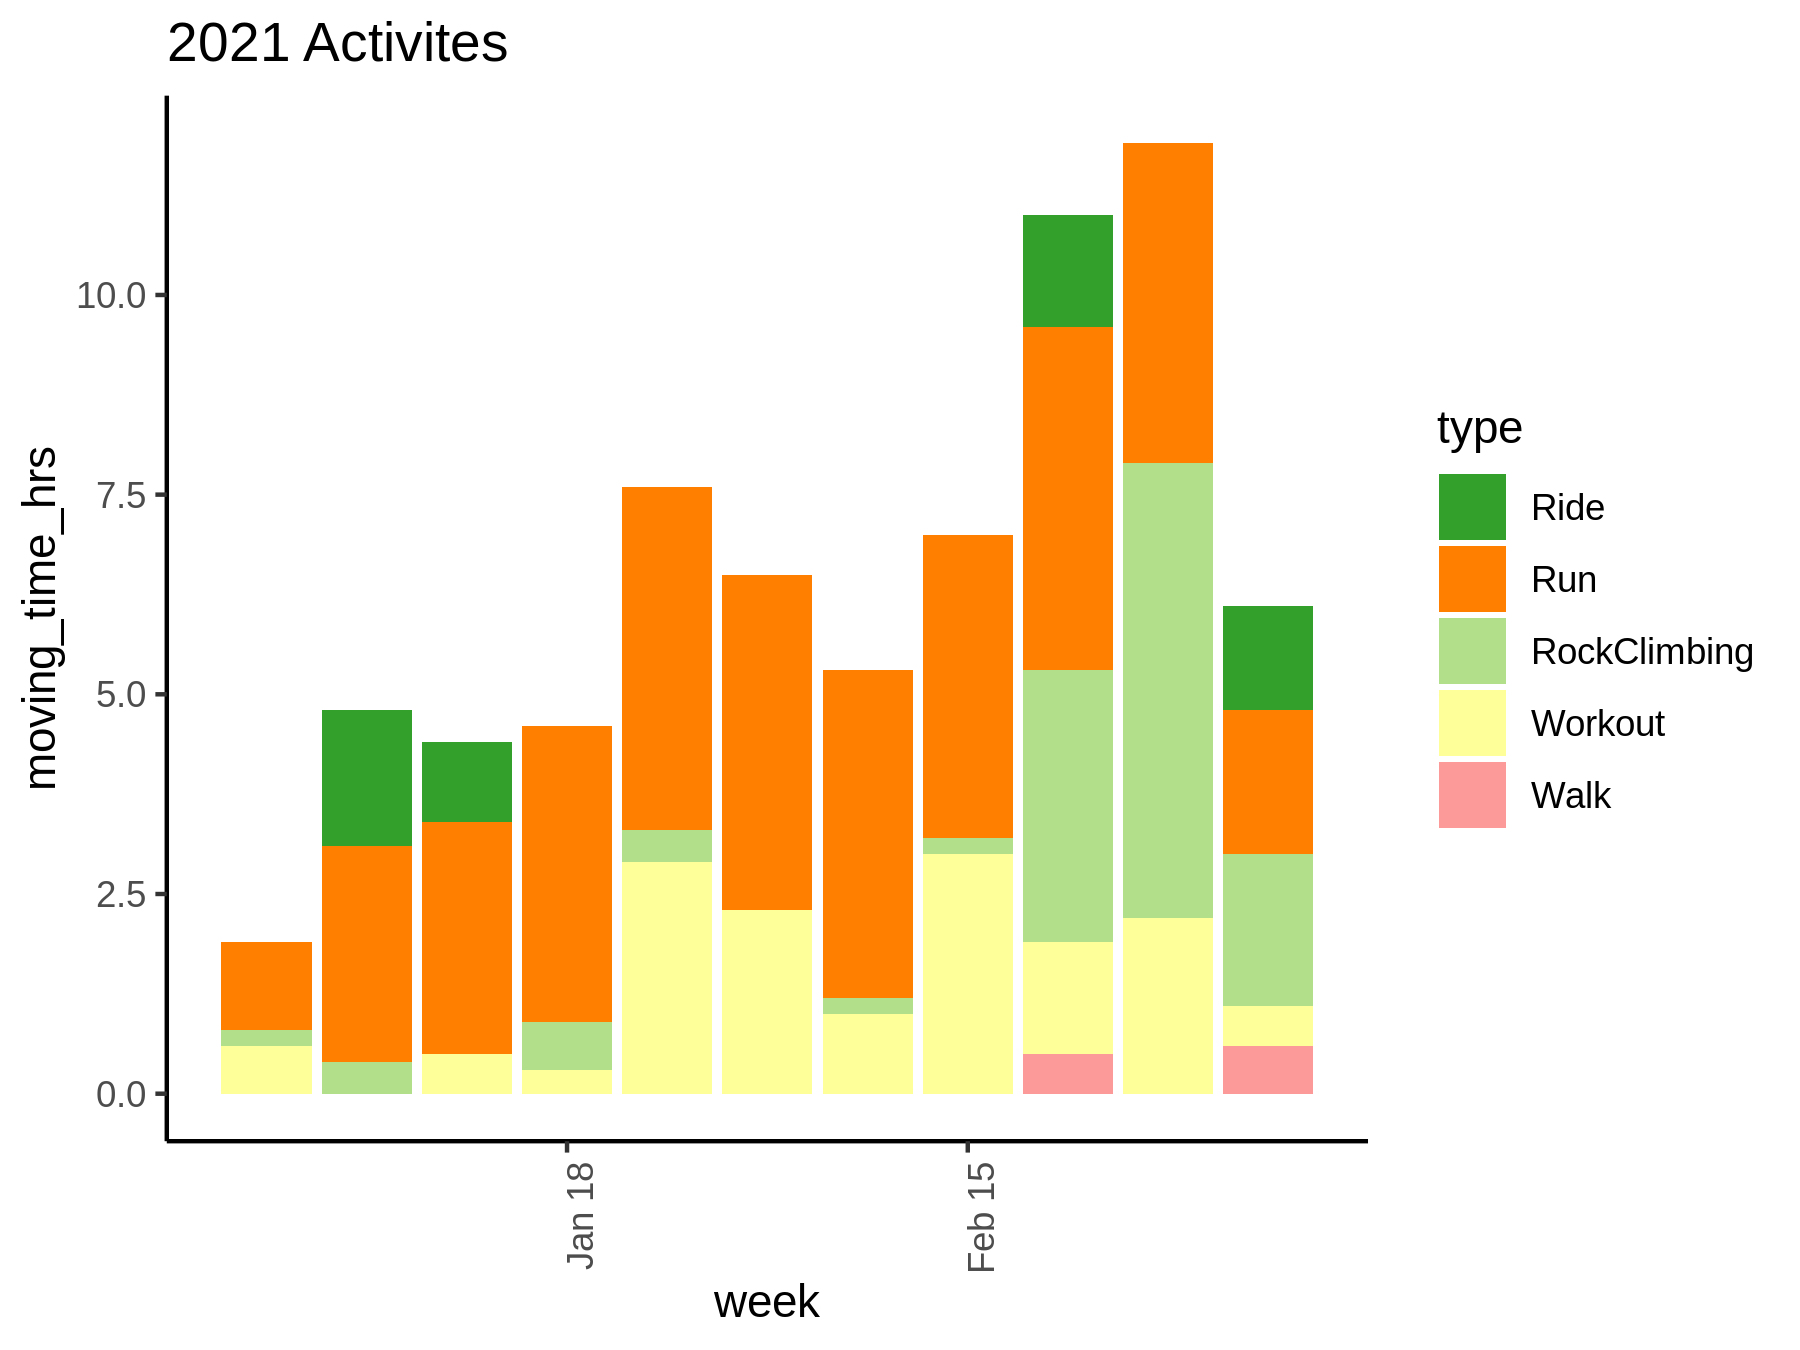 2021 Activites
moving_time_hrs
10.0
7.5
5.0
2.5
0.0
Jan 18
Feb 15
week
type
Ride
Run
RockClimbing
Workout
Walk